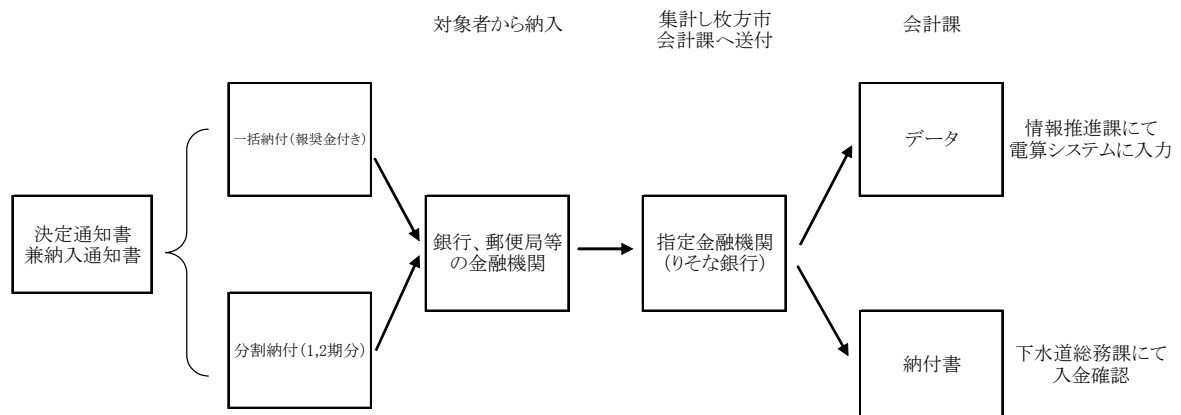 対象者から納入
集計し枚方市
会計課へ送付
会計課
一括納付(報奨金付き)
データ
情報推進課にて
電算システムに入力
決定通知書
兼納入通知書
銀行、郵便局等
の金融機関
指定金融機関
(りそな銀行)
分割納付(1,2期分)
納付書
下水道総務課にて
入金確認